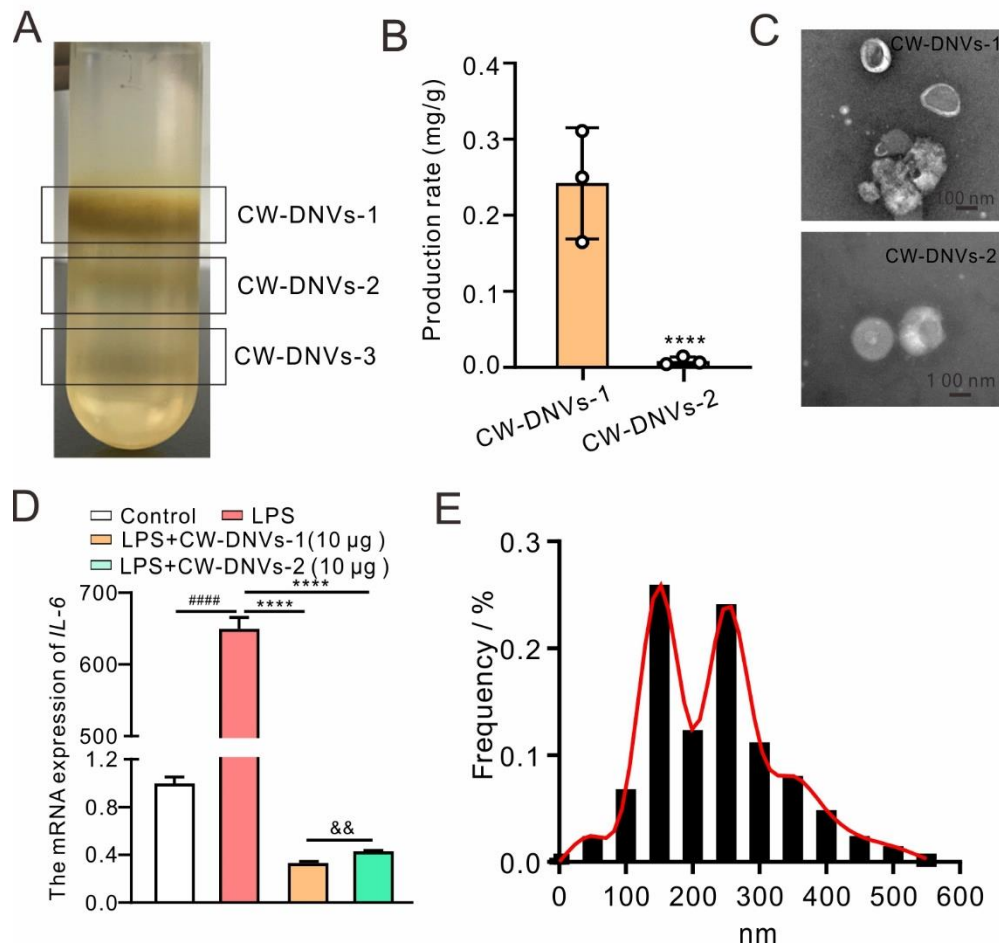 A
CW-DNVs-1
CW-DNVs-2
CW-DNVs-3
B
Production rate (mg/g)
0.4
0.3
0.2
0.1
0.0
****
CW-DNVs-1
CW-DNVs-2
C
CW-DNVs-1
100 nm
CW-DNVs-2
100 nm
D
Control LPS
LPS+CW-DNVs-1(10 µg )
LPS+CW-DNVs-2 (10 µg )
The mRNA expression of IL-6
700
600
500
1.2
0.8
0.4
0.0
####
****
****
&&
E
Frequency / %
0.3
0.2
0.1
0.0
0 100 200 300 400 500 600
nm